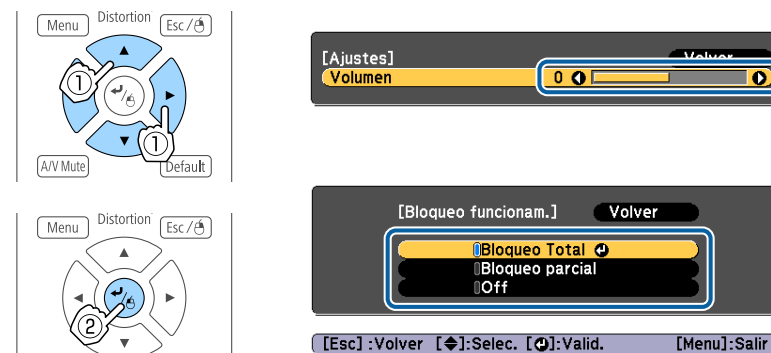 Menu Distortion Esc/
①
①
A/V Mute Default
[Ajustes] Volver
Volumen 0
Menu Distortion Esc/
②
[Bloqueo funcionam.] Volver
Bloqueo Total
Bloqueo parcial
Off
[Esc] :Volver [◆]:Selec. [⏎]:Valid. [Menu]:Salir